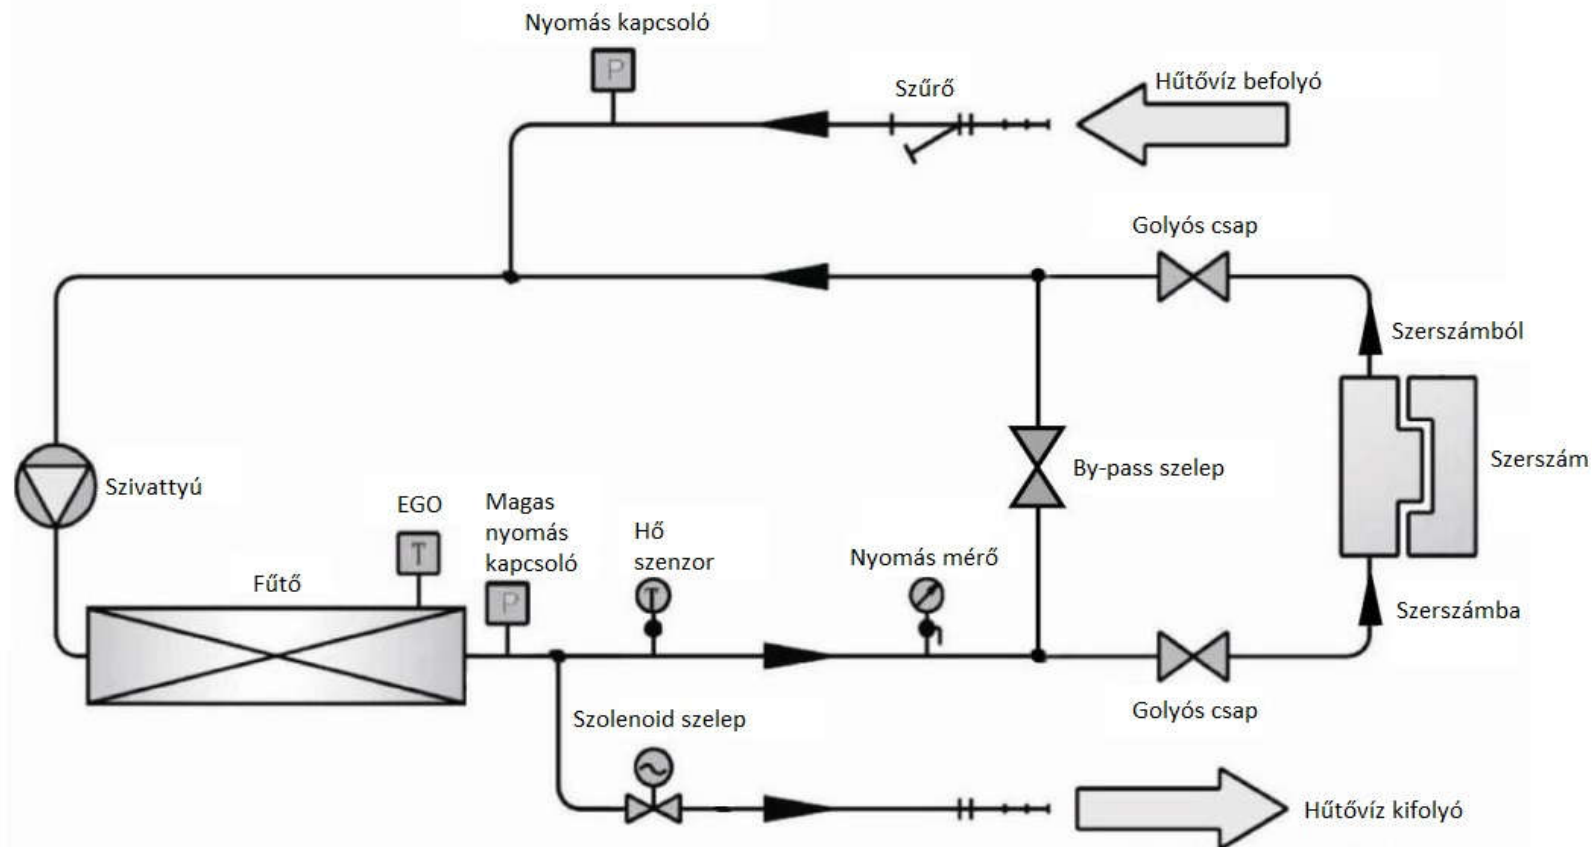 Nyomás kapcsoló
P
Szűrő
Hűtővíz befolyó
Golyós csap
Szerszámból
By-pass szelep
Szerszám
Szivattyú
EGO
T
Magas
nyomás
kapcsoló
P
Hő
szenzor
T
Nyomás mérő
Fűtő
Szerszámba
Golyós csap
Szolenoid szelep
Hűtővíz kifolyó